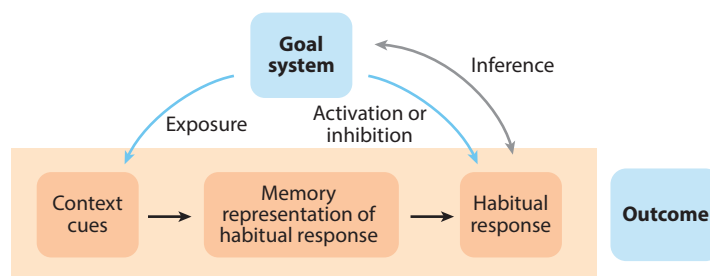 Goal
system
Inference
Exposure
Activation or
inhibition
Context
cues
Memory
representation of
habitual response
Habitual
response
Outcome